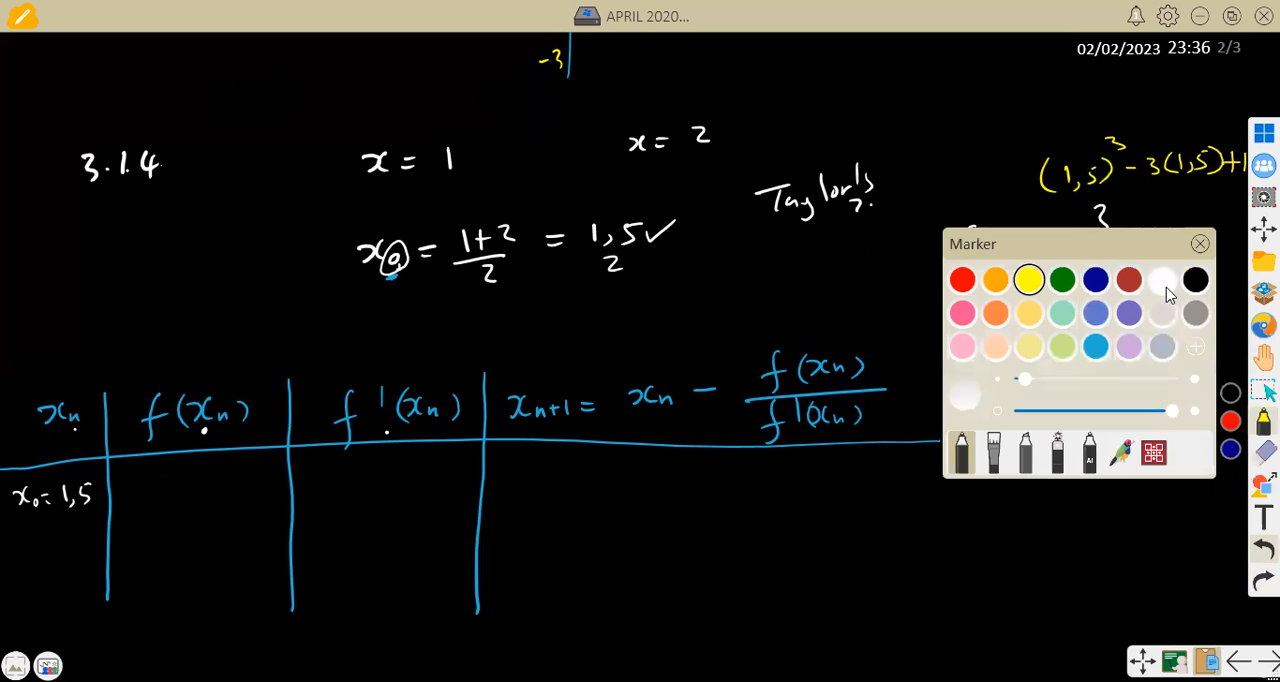 APRIL 2020...
02/02/2023 23:36 2/3
-3
3.1.4 x = 1 x = 2
(1,5)³ - 3(1,5)+1
Taylor's
x₀ = 1+2/2 = 1,5 ✓
2
Marker
xₙ f(xₙ) f'(xₙ) xₙ₊₁ = xₙ - f(xₙ)/f'(xₙ)
x₀= 1,5
AI
T